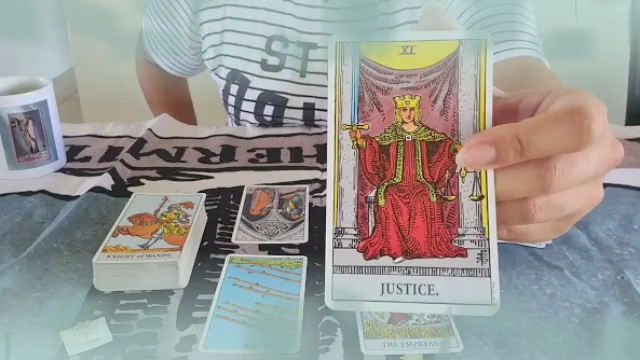 XI
ST
HERMIT
KNIGHT of WANDS.
JUSTICE.
THE EMPRESS.